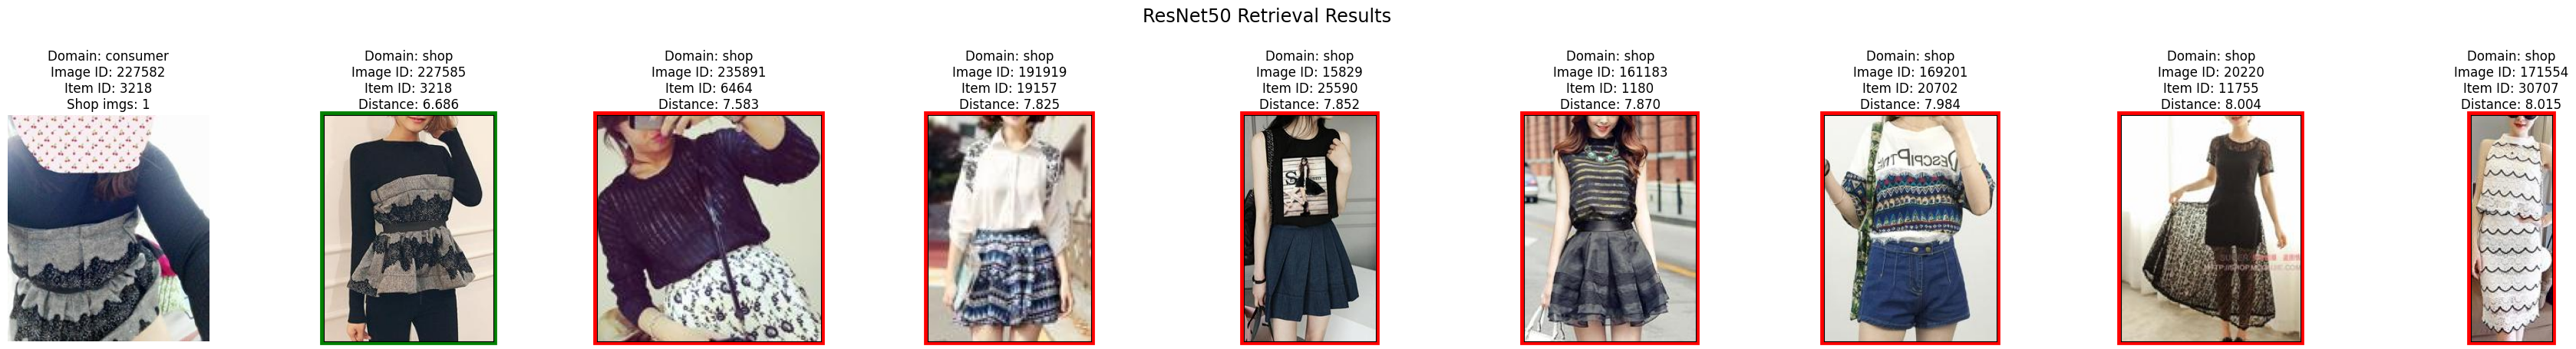 ResNet50 Retrieval Results
Domain: consumer
Image ID: 227582
Item ID: 3218
Shop imgs: 1
Domain: shop
Image ID: 227585
Item ID: 3218
Distance: 6.686
Domain: shop
Image ID: 235891
Item ID: 6464
Distance: 7.583
Domain: shop
Image ID: 191919
Item ID: 19157
Distance: 7.825
Domain: shop
Image ID: 15829
Item ID: 25590
Distance: 7.852
Domain: shop
Image ID: 161183
Item ID: 1180
Distance: 7.870
Domain: shop
Image ID: 169201
Item ID: 20702
Distance: 7.984
Domain: shop
Image ID: 20220
Item ID: 11755
Distance: 8.004
Domain: shop
Image ID: 171554
Item ID: 30707
Distance: 8.015